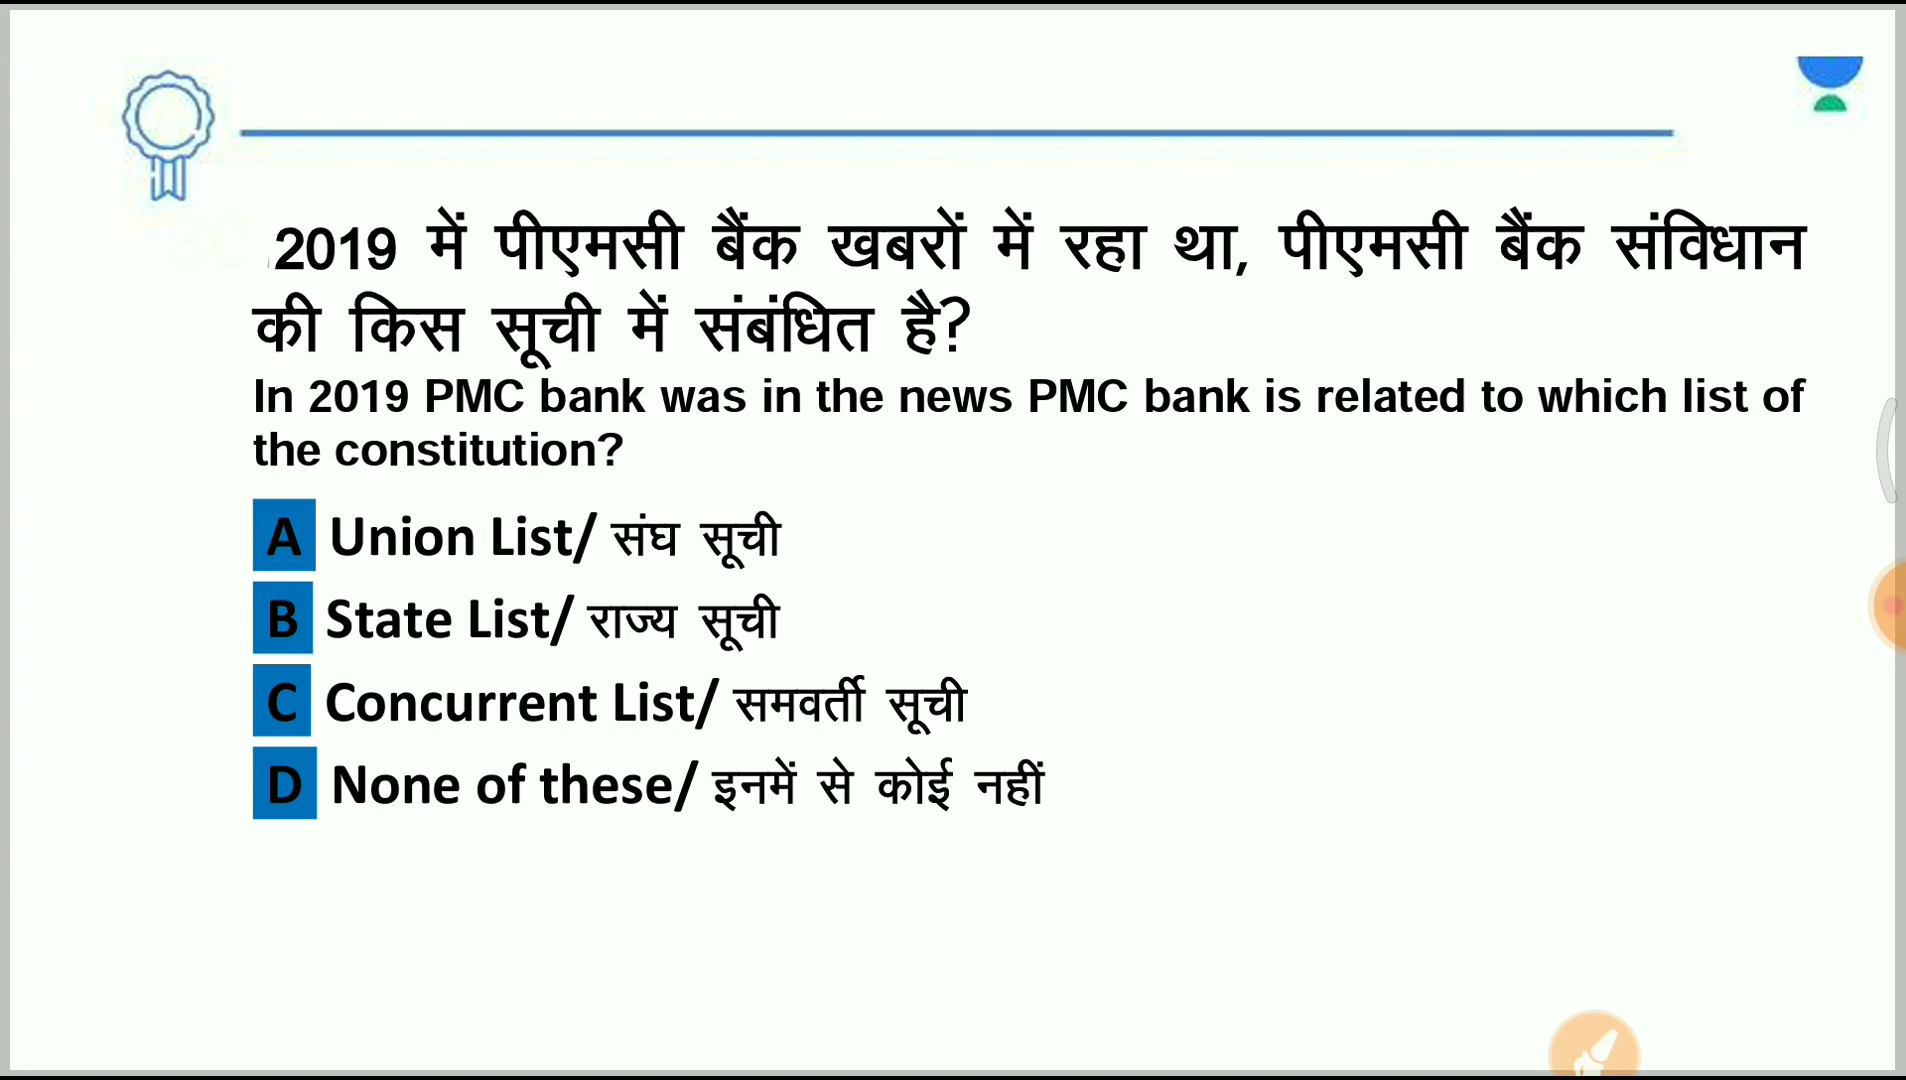 2019 में पीएमसी बैंक खबरों में रहा था, पीएमसी बैंक संविधान
की किस सूची में संबंधित है?
In 2019 PMC bank was in the news PMC bank is related to which list of
the constitution?
A Union List/ संघ सूची
B State List/ राज्य सूची
C Concurrent List/ समवर्ती सूची
D None of these/ इनमें से कोई नहीं